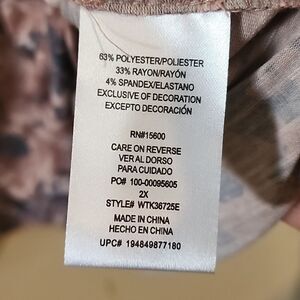 63% POLYESTER/POLIESTER
33% RAYON/RAYÓN
4% SPANDEX/ELASTANO
EXCLUSIVE OF DECORATION
EXCEPTO DECORACIÓN
RN#15600
CARE ON REVERSE
VER AL DORSO
PARA CUIDADO
PO# 100-00095605
2X
STYLE# WTK36725E
MADE IN CHINA
HECHO EN CHINA
UPC# 194849877180